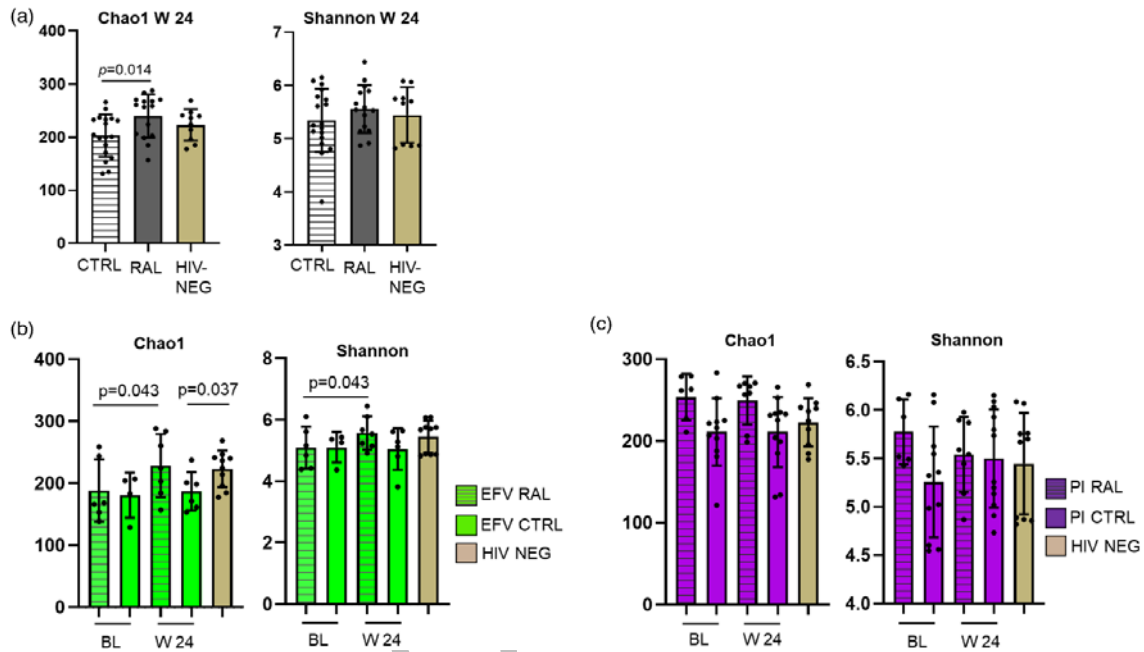 (a)
Chao1 W 24
400
300
200
100
0
p=0.014
CTRL
RAL
HIV-
NEG
Shannon W 24
7
6
5
4
3
CTRL
RAL
HIV-
NEG
(b)
Chao1
400
300
200
100
0
p=0.043
p=0.037
BL
W 24
Shannon
8
6
4
2
0
p=0.043
BL
W 24
EFV RAL
EFV CTRL
HIV NEG
(c)
Chao1
300
200
100
0
BL
W 24
Shannon
6.5
6.0
5.5
5.0
4.5
4.0
BL
W 24
PI RAL
PI CTRL
HIV NEG